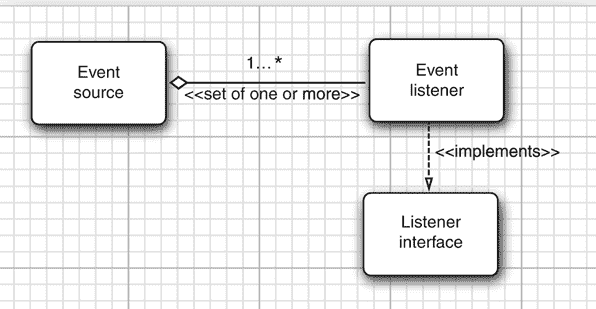 Event
source
1…*
<<set of one or more>>
Event
listener
<<implements>>
Listener
interface